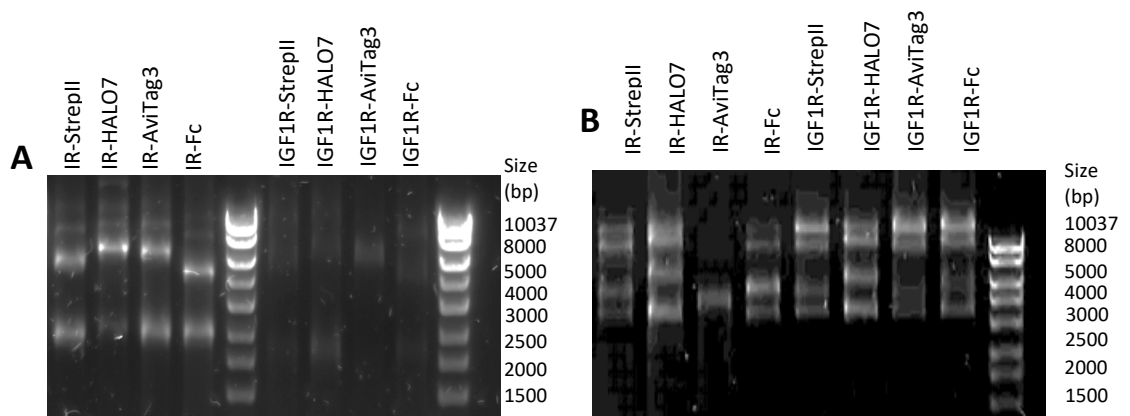 A
IR-StrepII
IR-HALO7
IR-AviTag3
IR-Fc
IGF1R-StrepII
IGF1R-HALO7
IGF1R-AviTag3
IGF1R-Fc
Size
(bp)
10037
8000
5000
4000
3000
2500
2000
1500
B
IR-StrepII
IR-HALO7
IR-AviTag3
IR-Fc
IGF1R-StrepII
IGF1R-HALO7
IGF1R-AviTag3
IGF1R-Fc
Size
(bp)
10037
8000
5000
4000
3000
2500
2000
1500